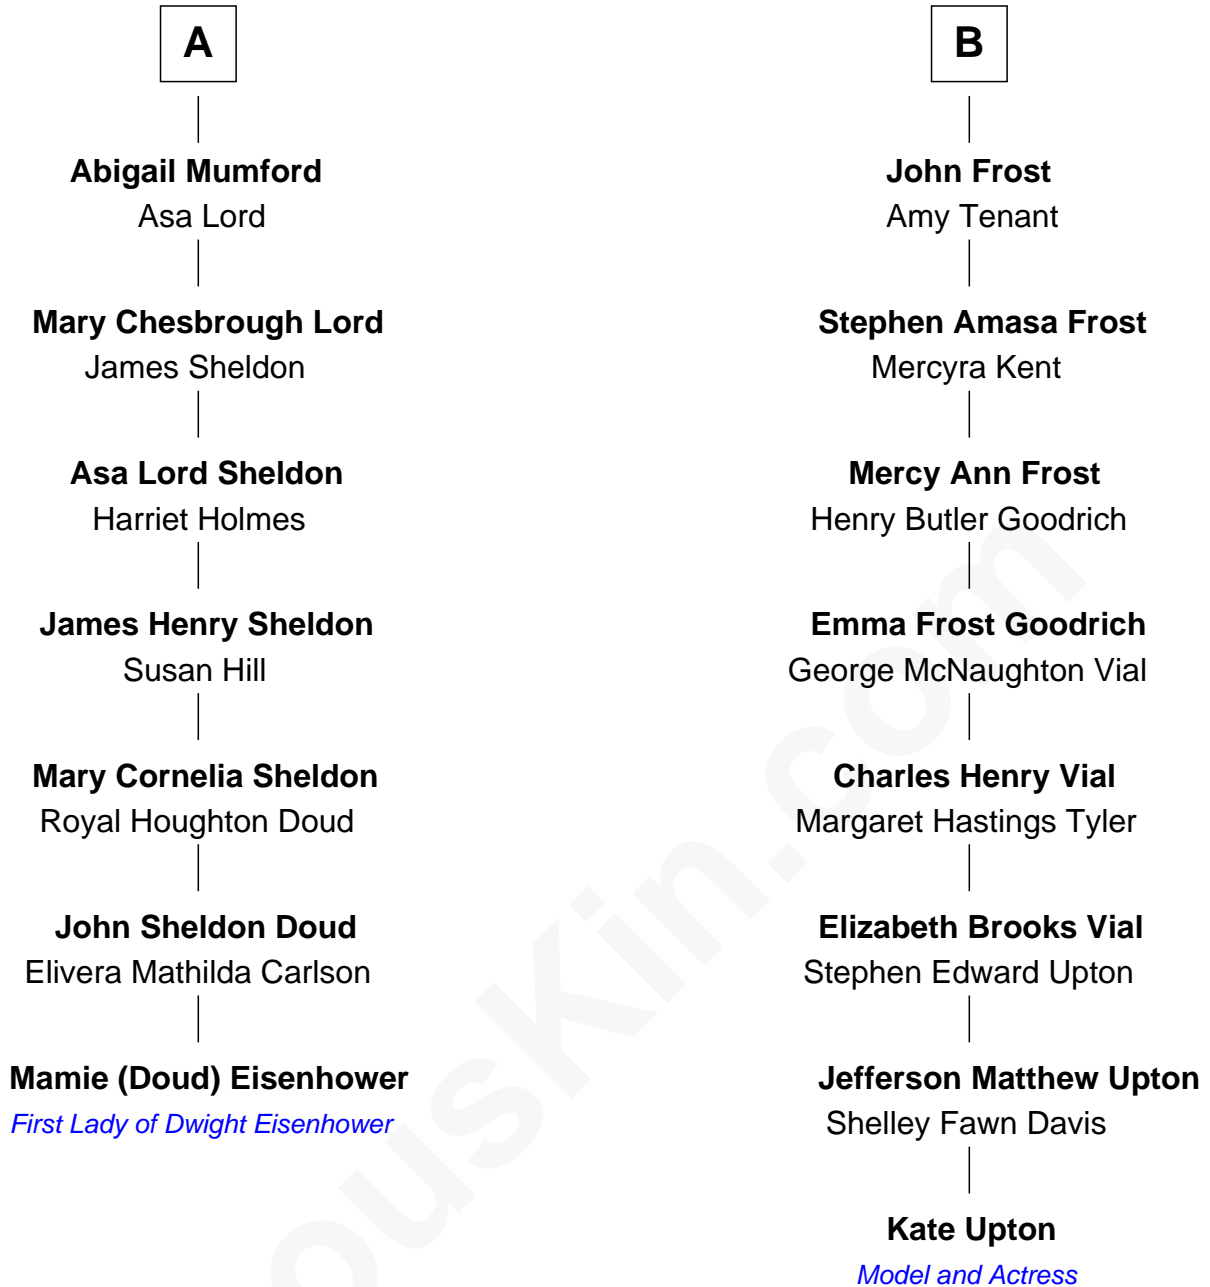 A
Abigail Mumford
Asa Lord
Mary Chesbrough Lord
James Sheldon
Asa Lord Sheldon
Harriet Holmes
James Henry Sheldon
Susan Hill
Mary Cornelia Sheldon
Royal Houghton Doud
John Sheldon Doud
Elivera Mathilda Carlson
Mamie (Doud) Eisenhower
First Lady of Dwight Eisenhower
B
John Frost
Amy Tenant
Stephen Amasa Frost
Mercyra Kent
Mercy Ann Frost
Henry Butler Goodrich
Emma Frost Goodrich
George McNaughton Vial
Charles Henry Vial
Margaret Hastings Tyler
Elizabeth Brooks Vial
Stephen Edward Upton
Jefferson Matthew Upton
Shelley Fawn Davis
Kate Upton
Model and Actress
ousKin.com